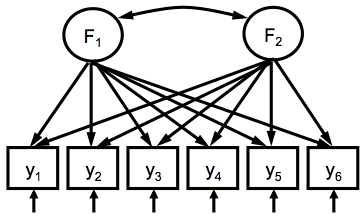 F₁ F₂
y₁ y₂ y₃ y₄ y₅ y₆